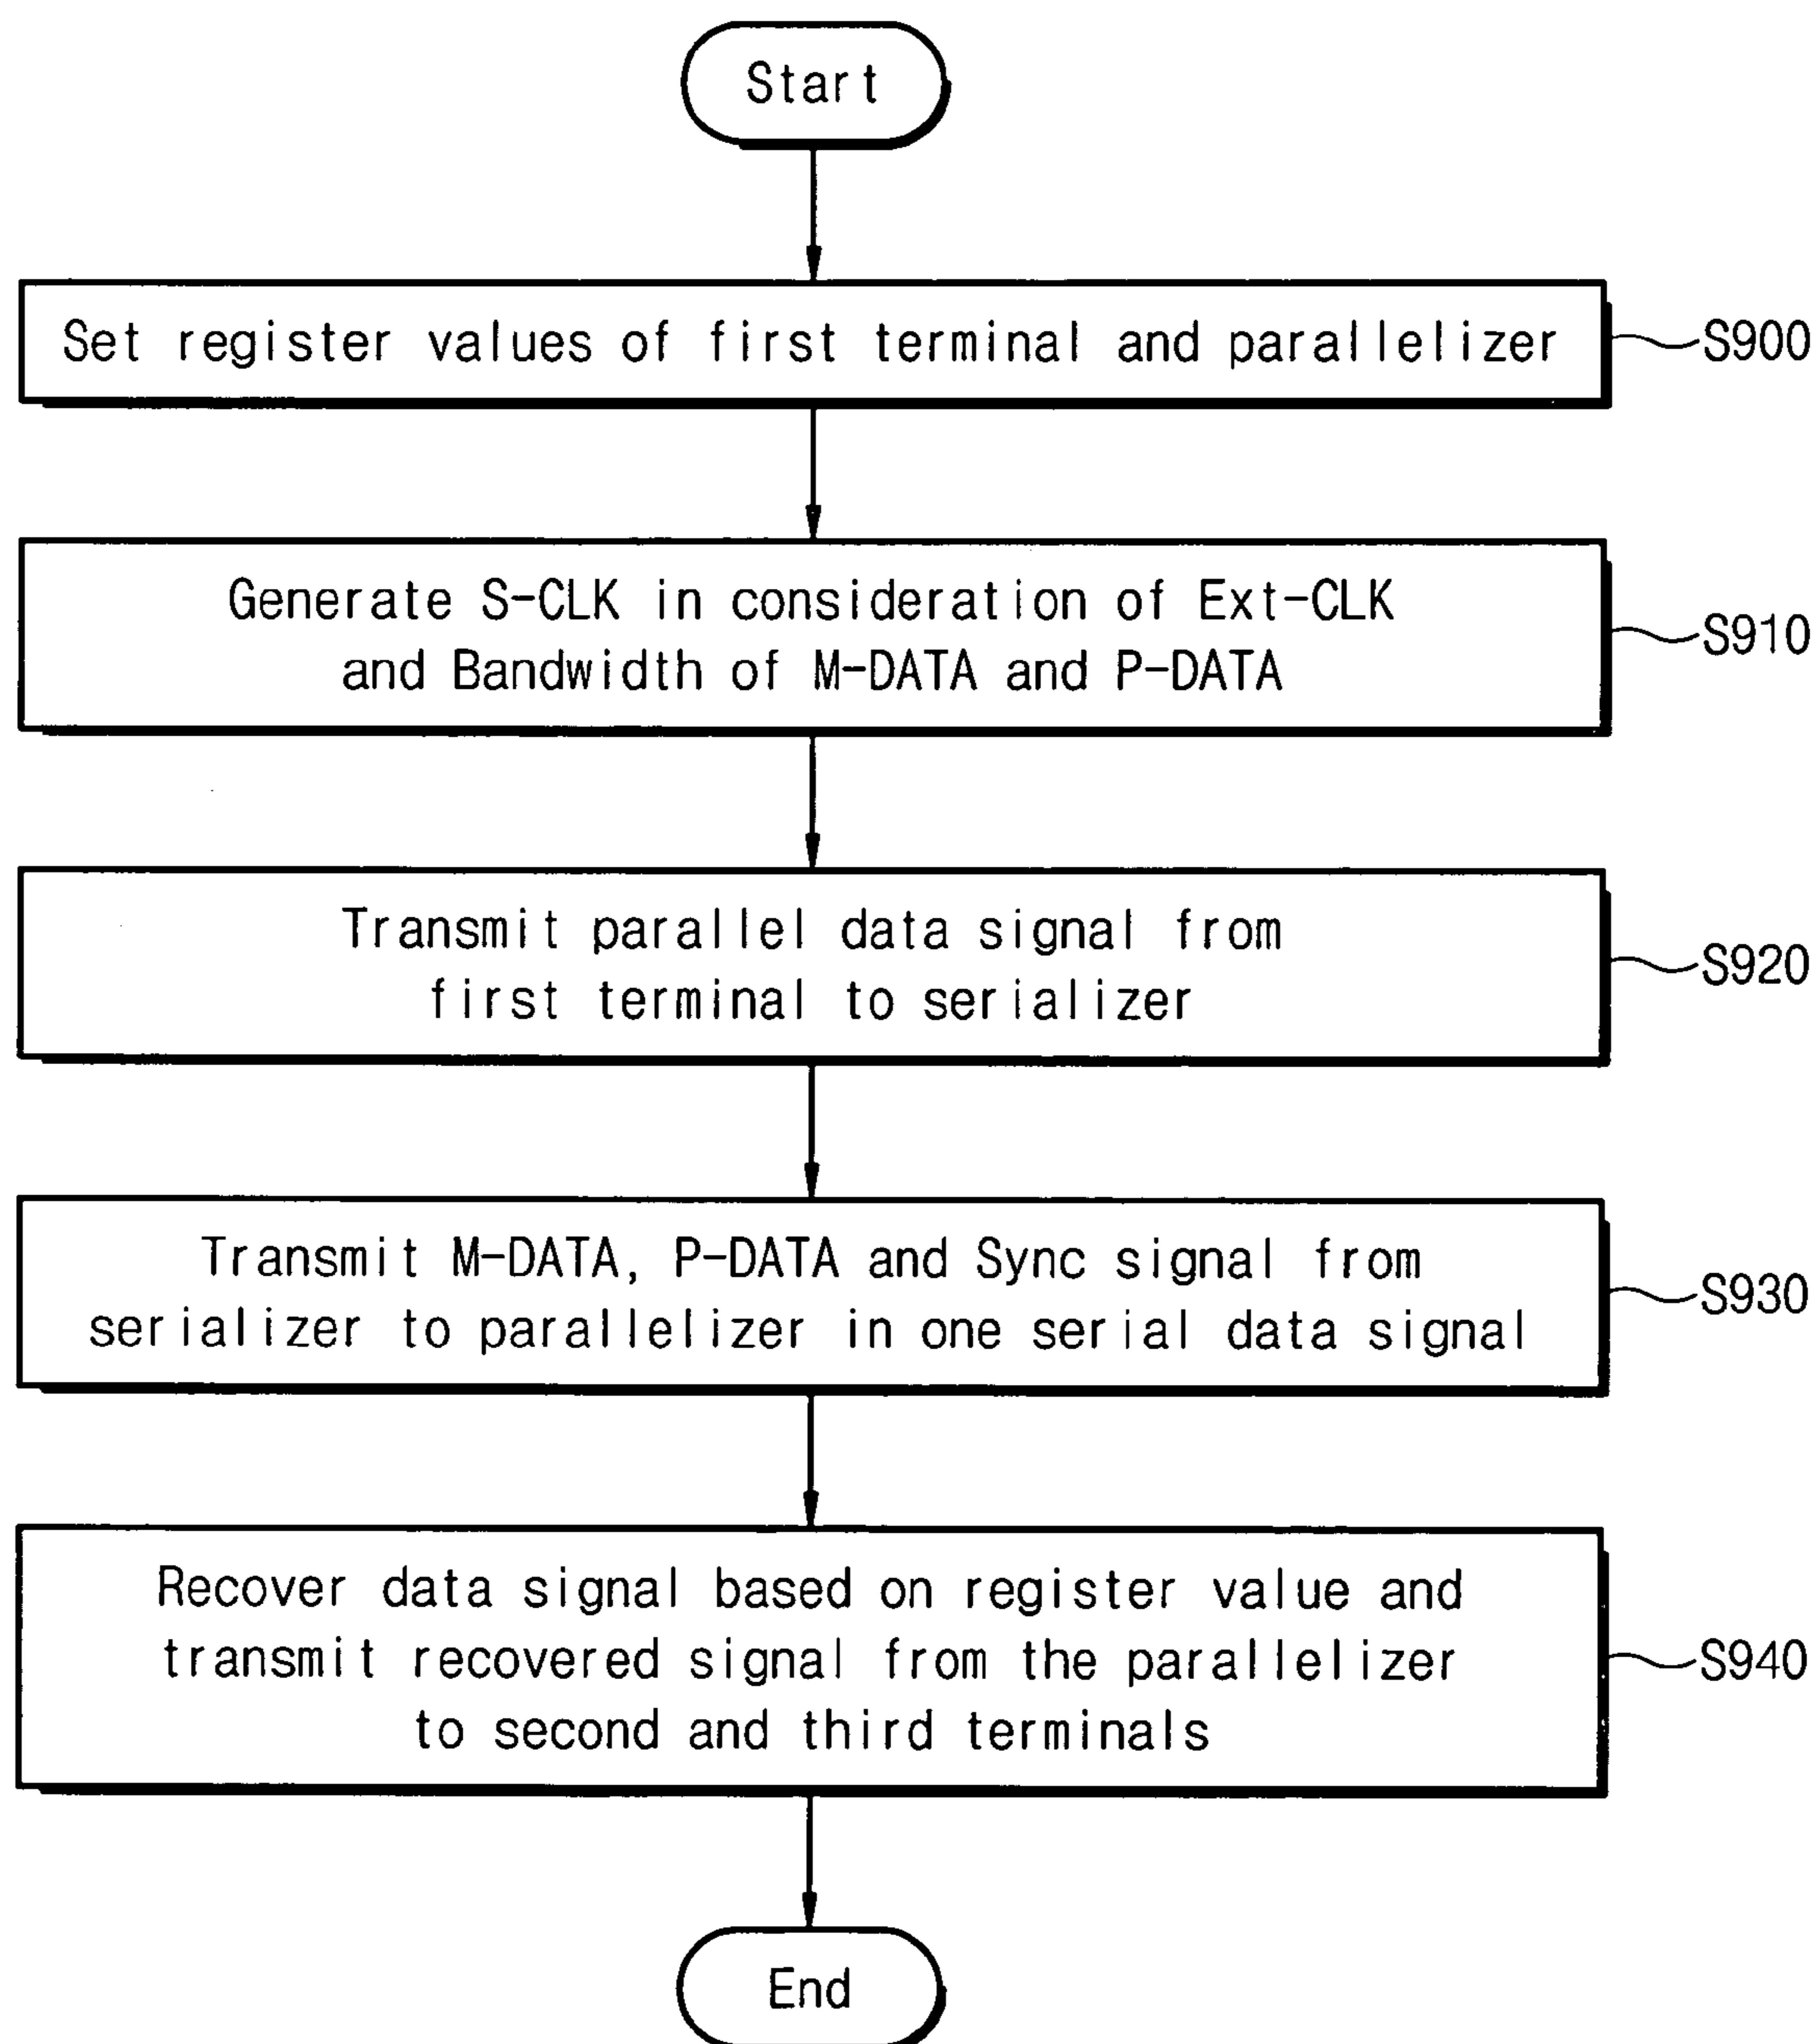 Start
Set register values of first terminal and parallelizer
S900
Generate S-CLK in consideration of Ext-CLK
and Bandwidth of M-DATA and P-DATA
S910
Transmit parallel data signal from
first terminal to serializer
S920
Transmit M-DATA, P-DATA and Sync signal from
serializer to parallelizer in one serial data signal
S930
Recover data signal based on register value and
transmit recovered signal from the parallelizer
to second and third terminals
S940
End